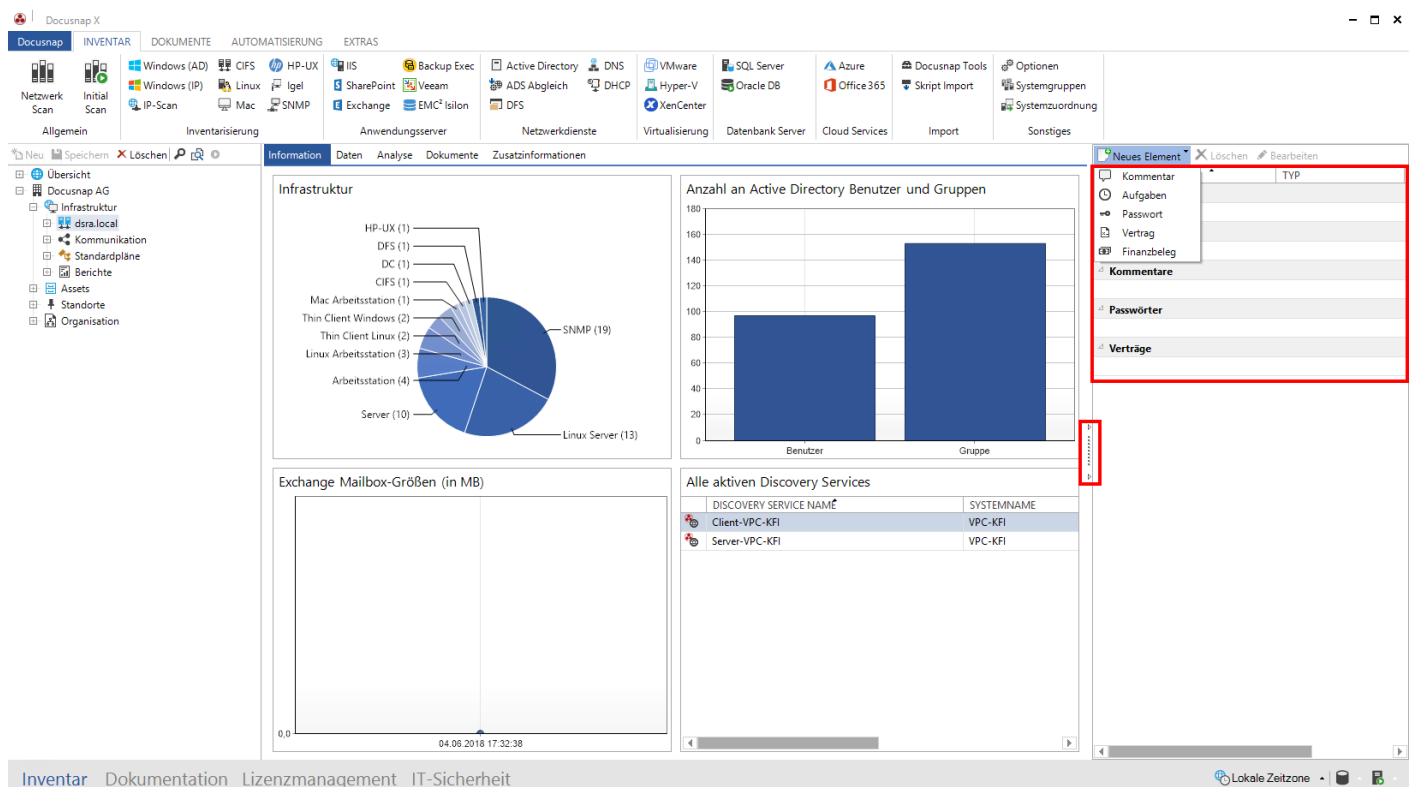 Docusnap X
Docusnap INVENTAR DOKUMENTE AUTOMATISIERUNG EXTRAS
Netzwerk Scan
Initial Scan
Allgemein
Windows (AD) CIFS HP-UX
Windows (IP) Linux Igel
IP-Scan Mac SNMP
Inventarisierung
IIS Backup Exec
SharePoint Veeam
Exchange EMC² Isilon
Anwendungsserver
Active Directory DNS
ADS Abgleich DHCP
DFS
Netzwerkdienste
VMware
Hyper-V
XenCenter
Virtualisierung
SQL Server
Oracle DB
Datenbank Server
Azure
Office 365
Cloud Services
Docusnap Tools
Skript Import
Import
Optionen
Systemgruppen
Systemzuordnung
Sonstiges
Neu Speichern Löschen
Übersicht
Docusnap AG
Infrastruktur
dsra.local
Kommunikation
Standardpläne
Berichte
Assets
Standorte
Organisation
Information Daten Analyse Dokumente Zusatzinformationen
Infrastruktur
HP-UX (1)
DFS (1)
DC (1)
CIFS (1)
Mac Arbeitsstation (1)
Thin Client Windows (2)
Thin Client Linux (2)
Linux Arbeitsstation (3)
Arbeitsstation (4)
Server (10)
SNMP (19)
Linux Server (13)
Anzahl an Active Directory Benutzer und Gruppen
180
160
140
120
100
80
60
40
20
0
Benutzer Gruppe
Exchange Mailbox-Größen (in MB)
0,0
04.06.2018 17:32:38
Alle aktiven Discovery Services
DISCOVERY SERVICE NAME SYSTEMNAME
Client-VPC-KFI VPC-KFI
Server-VPC-KFI VPC-KFI
Neues Element Löschen Bearbeiten
TYP
Kommentar
Aufgaben
Passwort
Vertrag
Finanzbeleg
Kommentare
Passwörter
Verträge
Inventar Dokumentation Lizenzmanagement IT-Sicherheit
Lokale Zeitzone